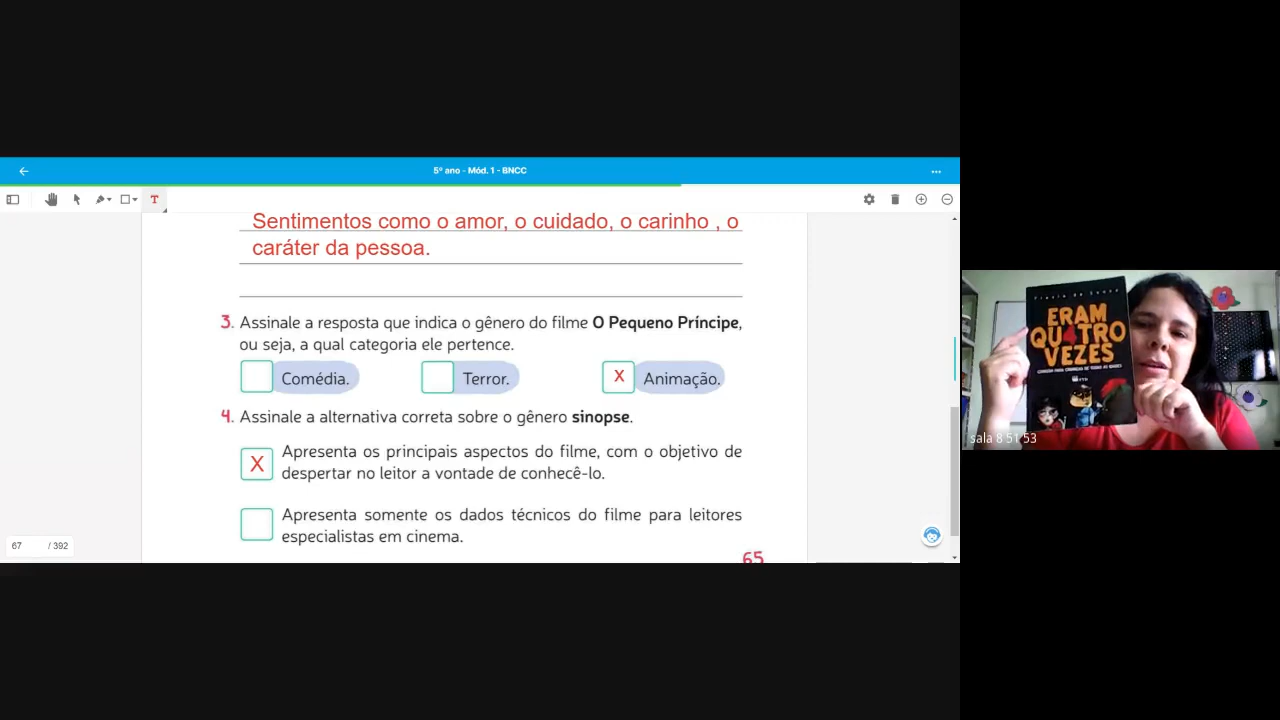 5º ano - Mód. 1 - BNCC
T
Sentimentos como o amor, o cuidado, o carinho , o
caráter da pessoa.
3. Assinale a resposta que indica o gênero do filme O Pequeno Príncipe,
ou seja, a qual categoria ele pertence.
Comédia.
Terror.
X Animação.
4. Assinale a alternativa correta sobre o gênero sinopse.
X Apresenta os principais aspectos do filme, com o objetivo de
despertar no leitor a vontade de conhecê-lo.
Apresenta somente os dados técnicos do filme para leitores
especialistas em cinema.
65
67 / 392
ERAM
QU4TRO
VEZES
sala 8 51 53